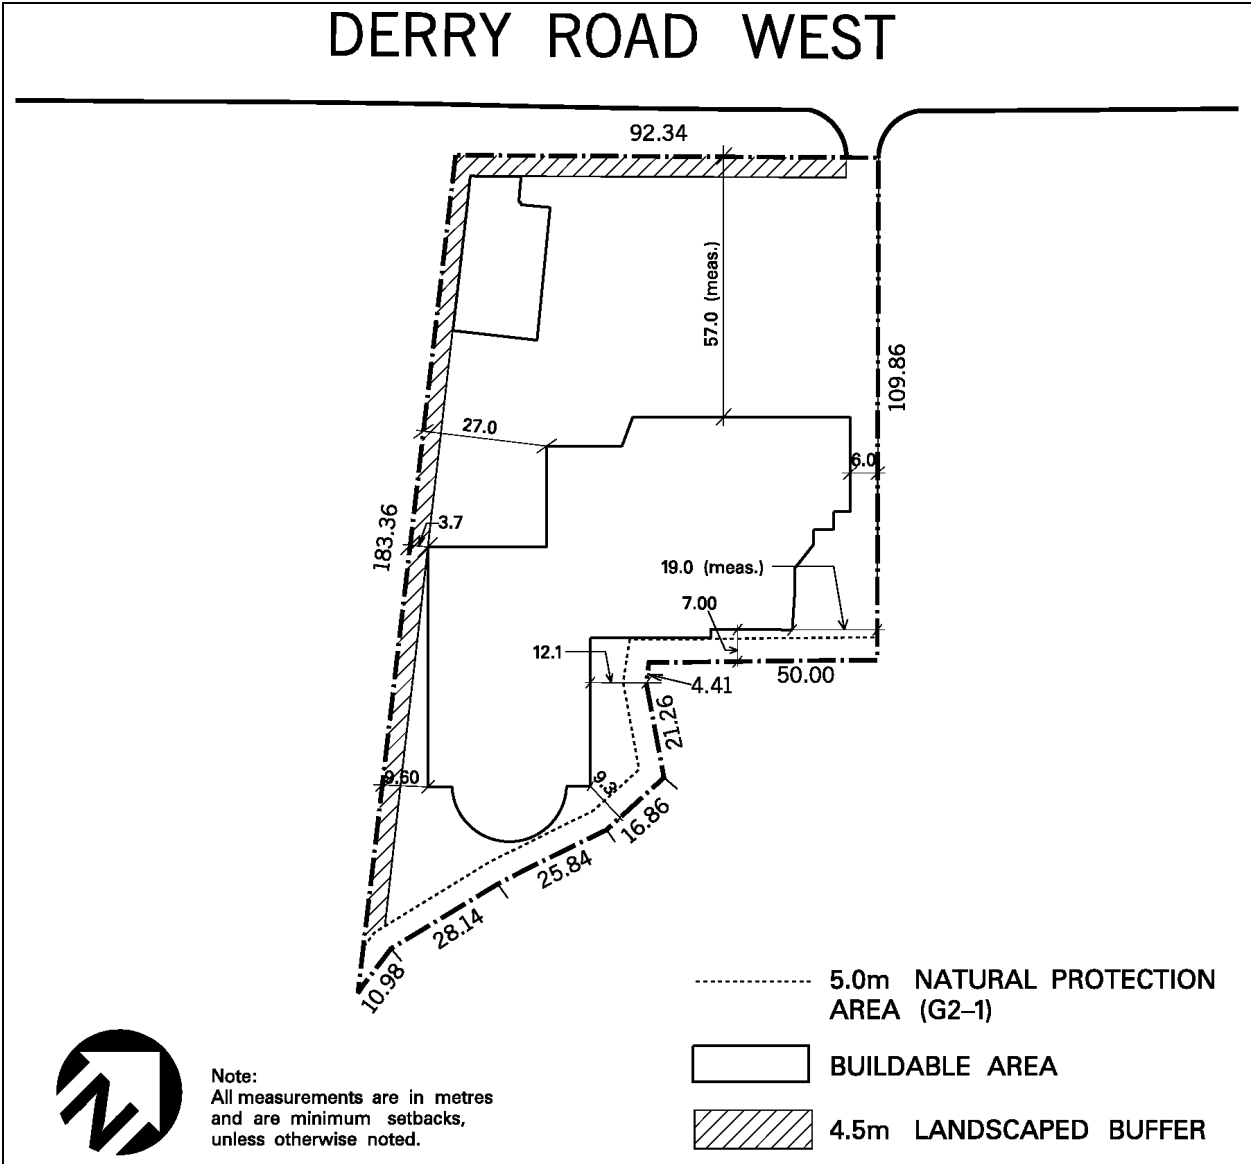 DERRY ROAD WEST
92.34
57.0 (meas.)
109.86
27.0
6.0
183.36
3.7
19.0 (meas.)
7.00
12.1
4.41
50.00
21.26
9.60
9.3
16.86
25.84
28.14
10.98
5.0m NATURAL PROTECTION
AREA (G2–1)
BUILDABLE AREA
4.5m LANDSCAPED BUFFER
N
Note:
All measurements are in metres
and are minimum setbacks,
unless otherwise noted.